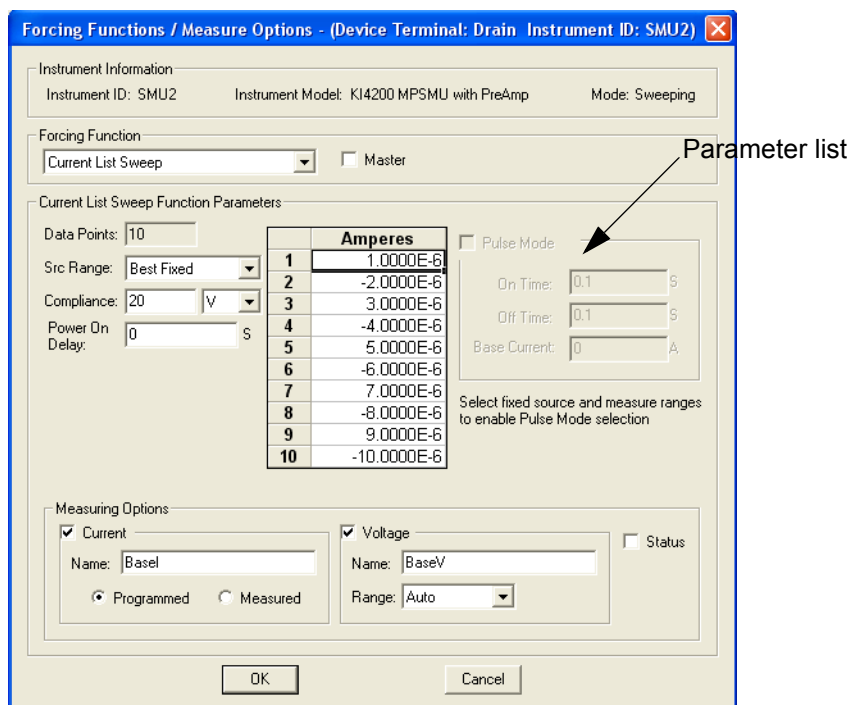 Forcing Functions / Measure Options - (Device Terminal: Drain Instrument ID: SMU2)
Instrument Information
Instrument ID: SMU2 Instrument Model: KI4200 MPSMU with PreAmp Mode: Sweeping
Forcing Function
Current List Sweep Master
Parameter list
Current List Sweep Function Parameters
Data Points: 10
Src Range: Best Fixed
Compliance: 20 V
Power On
Delay: 0 S
Amperes
1 1.0000E-6
2 -2.0000E-6
3 3.0000E-6
4 -4.0000E-6
5 5.0000E-6
6 -6.0000E-6
7 7.0000E-6
8 -8.0000E-6
9 9.0000E-6
10 -10.0000E-6
Pulse Mode
On Time: 0.1 S
Off Time: 0.1 S
Base Current: 0 A
Select fixed source and measure ranges
to enable Pulse Mode selection
Measuring Options
Current
Name: BaseI
Programmed Measured
Voltage
Name: BaseV
Range: Auto
Status
OK Cancel